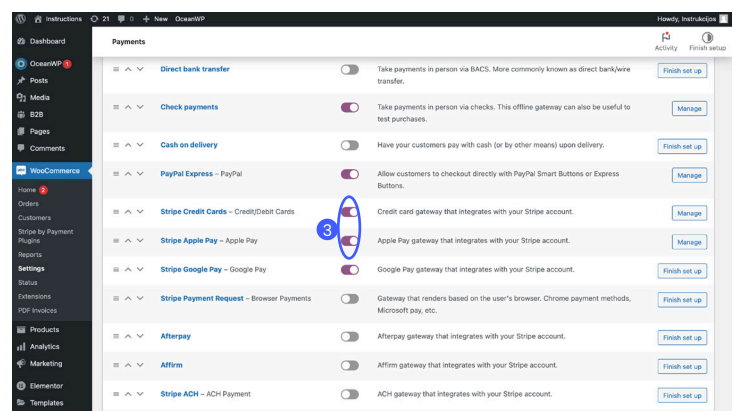 Instructions 21 0 New OceanWP Howdy, Instrukcijos
Dashboard
OceanWP 1
Posts
Media
B2B
Pages
Comments
WooCommerce
Home 2
Orders
Customers
Stripe by Payment
Plugins
Reports
Settings
Status
Extensions
PDF Invoices
Products
Analytics
Marketing
Elementor
Templates
Payments
Activity Finish setup
Direct bank transfer Take payments in person via BACS. More commonly known as direct bank/wire Finish set up
transfer.
Check payments Take payments in person via checks. This offline gateway can also be useful to Manage
test purchases.
Cash on delivery Have your customers pay with cash (or by other means) upon delivery. Finish set up
PayPal Express – PayPal Allow customers to checkout directly with PayPal Smart Buttons or Express Manage
Buttons.
Stripe Credit Cards – Credit/Debit Cards Credit card gateway that integrates with your Stripe account. Manage
3
Stripe Apple Pay – Apple Pay Apple Pay gateway that integrates with your Stripe account. Manage
Stripe Google Pay – Google Pay Google Pay gateway that integrates with your Stripe account. Finish set up
Stripe Payment Request – Browser Payments Gateway that renders based on the user's browser. Chrome payment methods, Finish set up
Microsoft pay, etc.
Afterpay Afterpay gateway that integrates with your Stripe account. Finish set up
Affirm Affirm gateway that integrates with your Stripe account. Finish set up
Stripe ACH – ACH Payment ACH gateway that integrates with your Stripe account. Finish set up